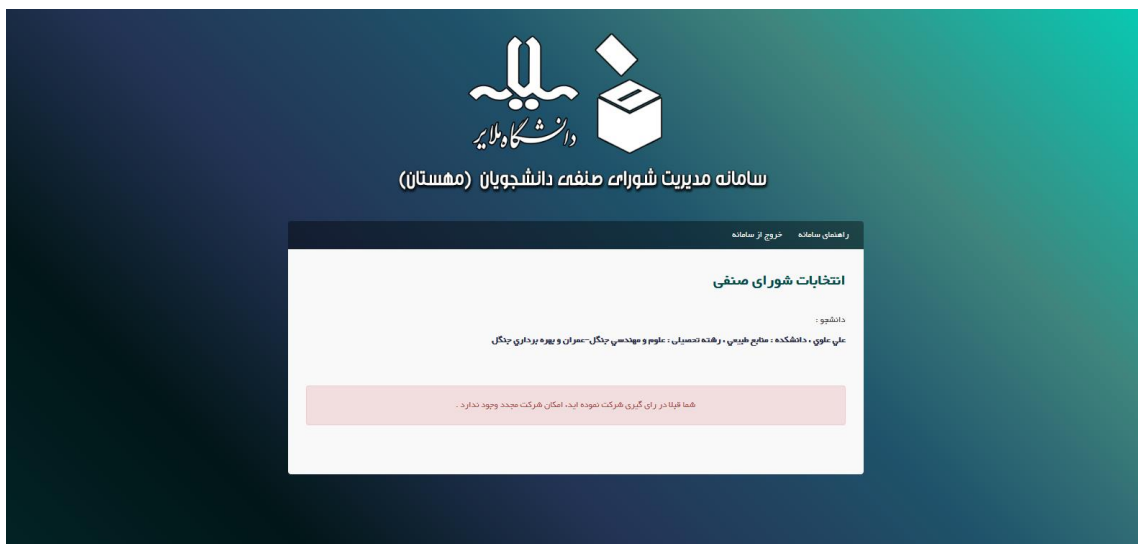 دانشگاه ملایر
سامانه مدیریت شورای صنفی دانشجویان (مهستان)
راهنمای سامانه خروج از سامانه
انتخابات شورای صنفی
دانشجو :
علي علوي ، دانشکده : منابع طبیعي ، رشته تحصیلی : علوم و مهندسي جنگل-عمران و بهره برداري جنگل
شما قبلا در رای گیری شرکت نموده اید، امکان شرکت مجدد وجود ندارد .